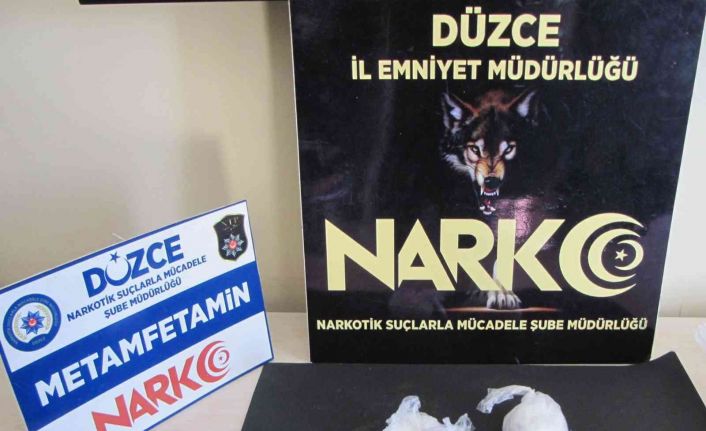 DÜZCE
İL EMNİYET MÜDÜRLÜĞÜ
NARKO
NARKOTİK SUÇLARLA MÜCADELE ŞUBE MÜDÜRLÜĞÜ
DÜZCE
NARKOTİK SUÇLARLA MÜCADELE
ŞUBE MÜDÜRLÜĞÜ
METAMFETAMİN
NARKO